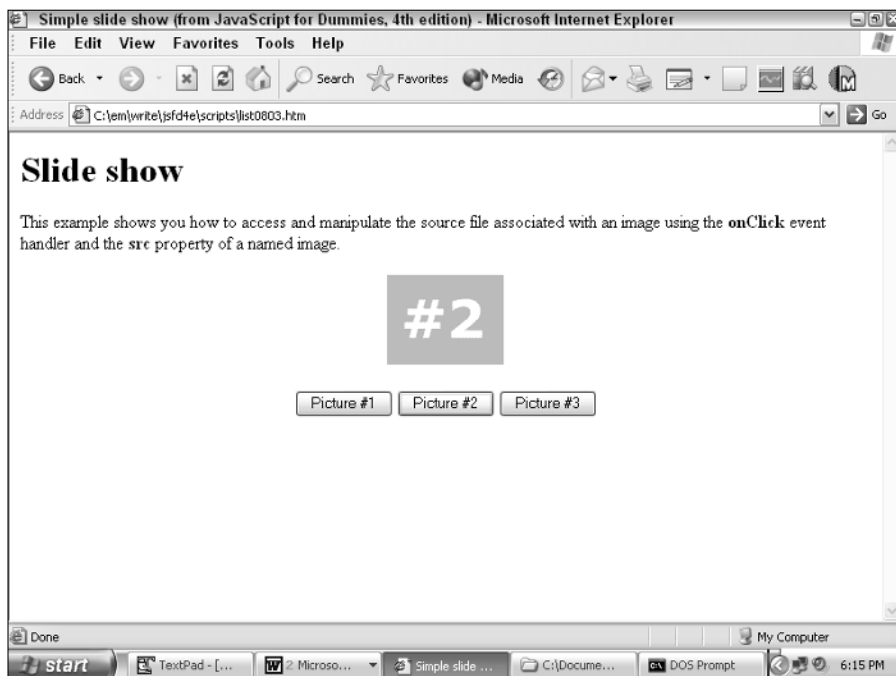 Simple slide show (from JavaScript for Dummies, 4th edition) - Microsoft Internet Explorer
File Edit View Favorites Tools Help
Back Search Favorites Media
Address C:\em\write\jsfd4e\scripts\list0803.htm Go
Slide show
This example shows you how to access and manipulate the source file associated with an image using the onClick event
handler and the src property of a named image.
#2
Picture #1 Picture #2 Picture #3
Done My Computer
start TextPad - [... 2 Microso... Simple slide ... C:\Docume... DOS Prompt 6:15 PM